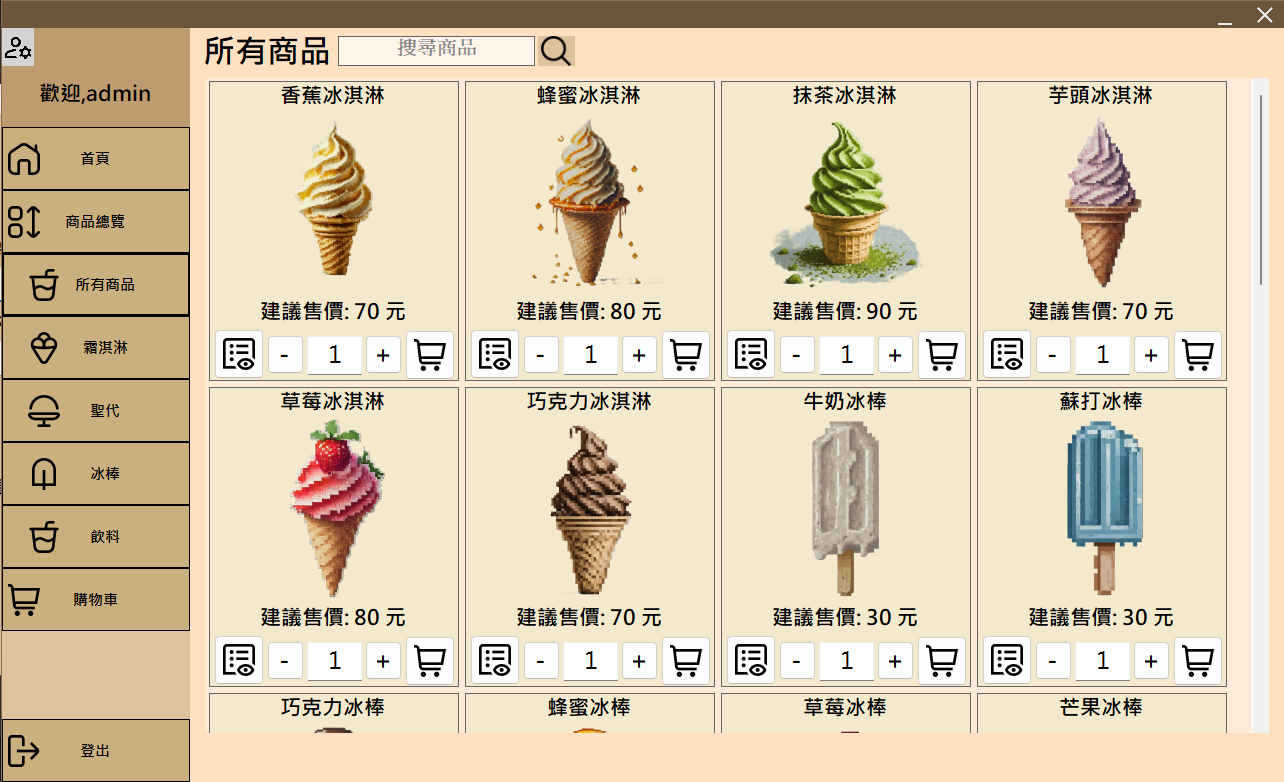 所有商品
搜尋商品
歡迎,admin
首頁
商品總覽
所有商品
霜淇淋
聖代
冰棒
飲料
購物車
登出
香蕉冰淇淋
建議售價: 70 元
- 1 +
蜂蜜冰淇淋
建議售價: 80 元
- 1 +
抹茶冰淇淋
建議售價: 90 元
- 1 +
芋頭冰淇淋
建議售價: 70 元
- 1 +
草莓冰淇淋
建議售價: 80 元
- 1 +
巧克力冰淇淋
建議售價: 70 元
- 1 +
牛奶冰棒
建議售價: 30 元
- 1 +
蘇打冰棒
建議售價: 30 元
- 1 +
巧克力冰棒
蜂蜜冰棒
草莓冰棒
芒果冰棒